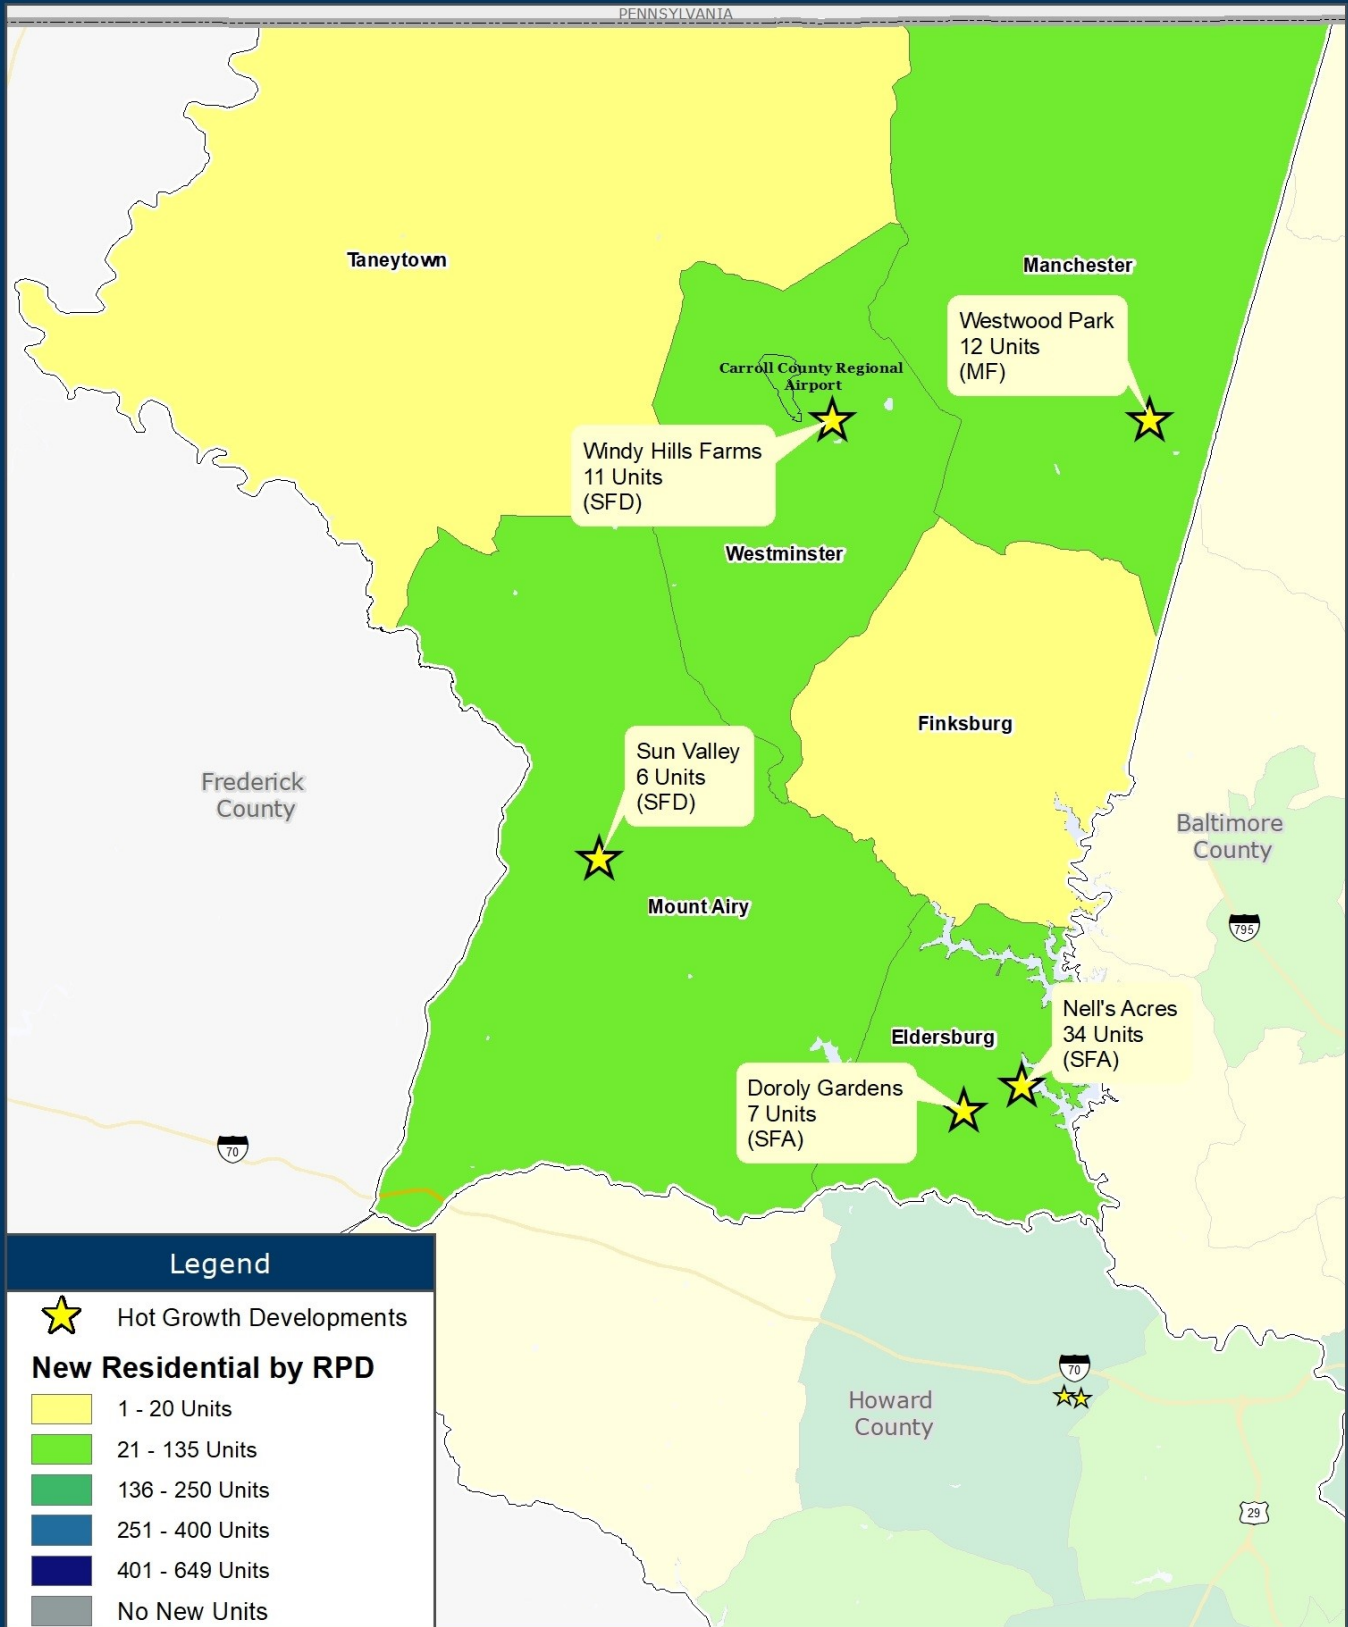 PENNSYLVANIA
Taneytown
Manchester
Westwood Park
12 Units
(MF)
Carroll County Regional
Airport
Windy Hills Farms
11 Units
(SFD)
Westminster
Finksburg
Sun Valley
6 Units
(SFD)
Frederick
County
Baltimore
County
795
Mount Airy
Nell's Acres
34 Units
(SFA)
Eldersburg
Doroly Gardens
7 Units
(SFA)
70
Legend
Hot Growth Developments
New Residential by RPD
1 - 20 Units
21 - 135 Units
136 - 250 Units
251 - 400 Units
401 - 649 Units
No New Units
70
Howard
County
29